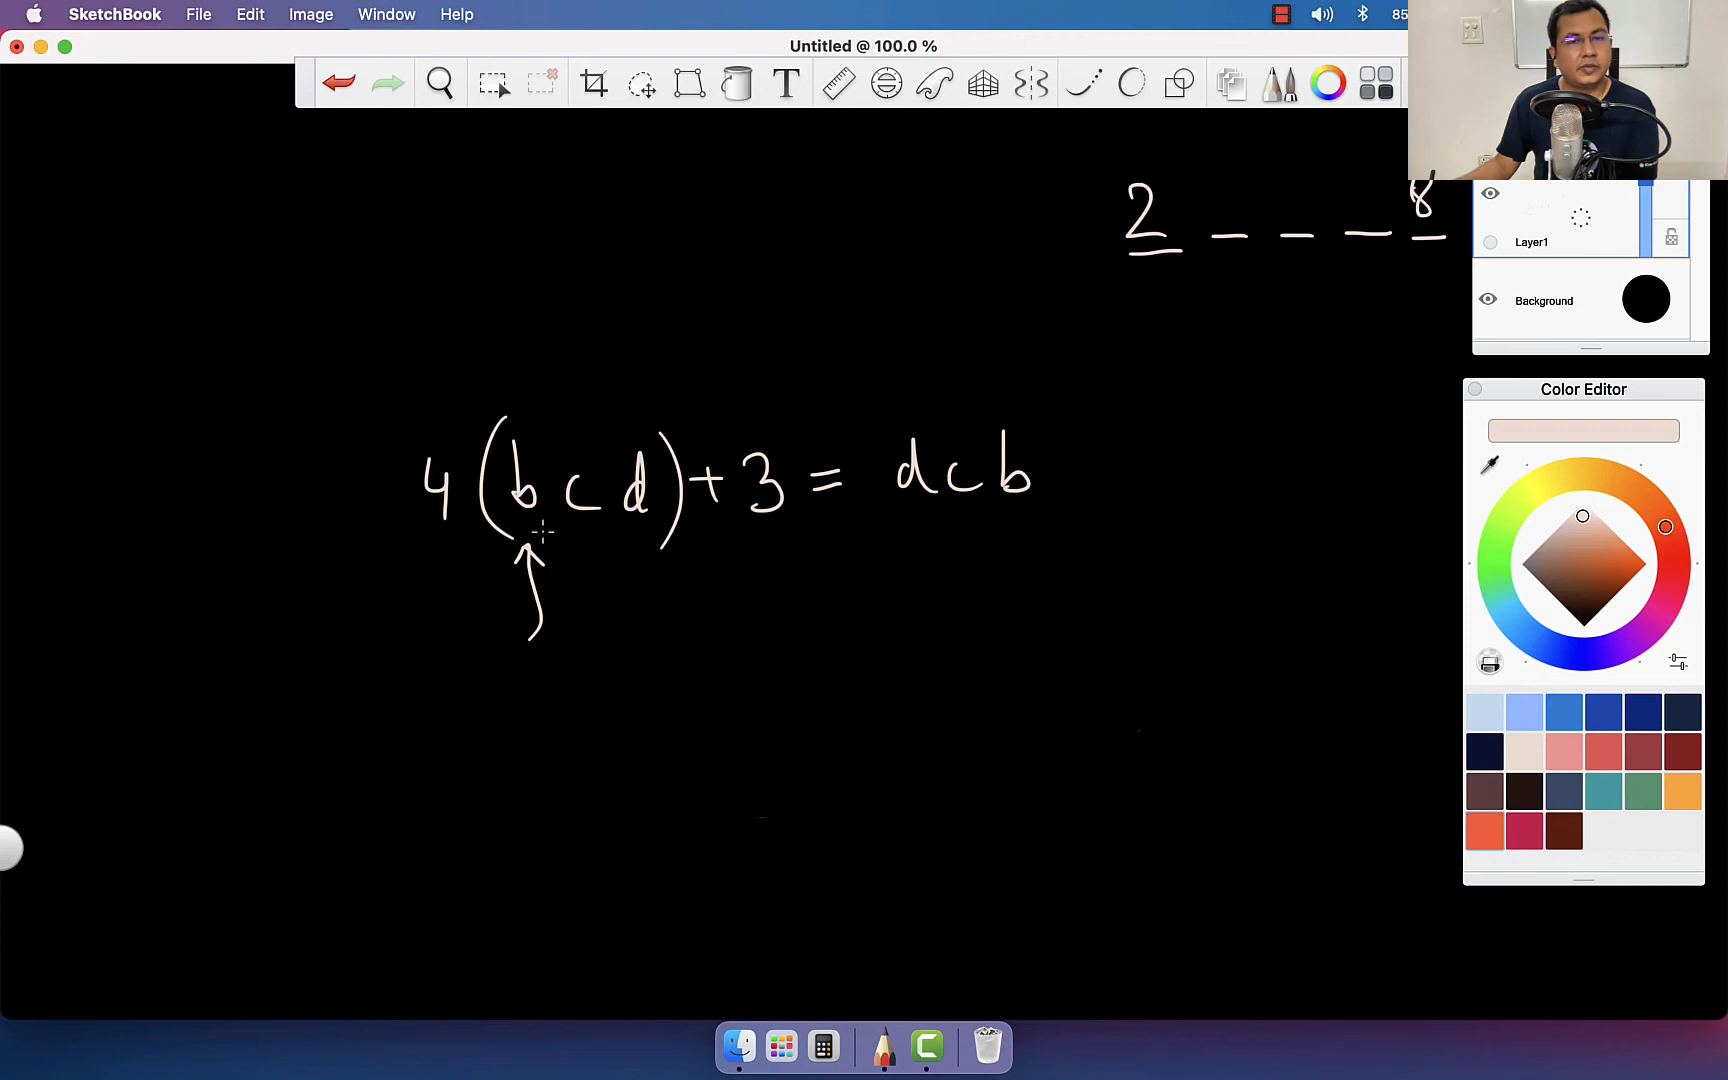 SketchBook File Edit Image Window Help 85
Untitled @ 100.0 %
T
2 _ _ _ 8
Layer1
Background
Color Editor
4(bcd)+3 = dcb